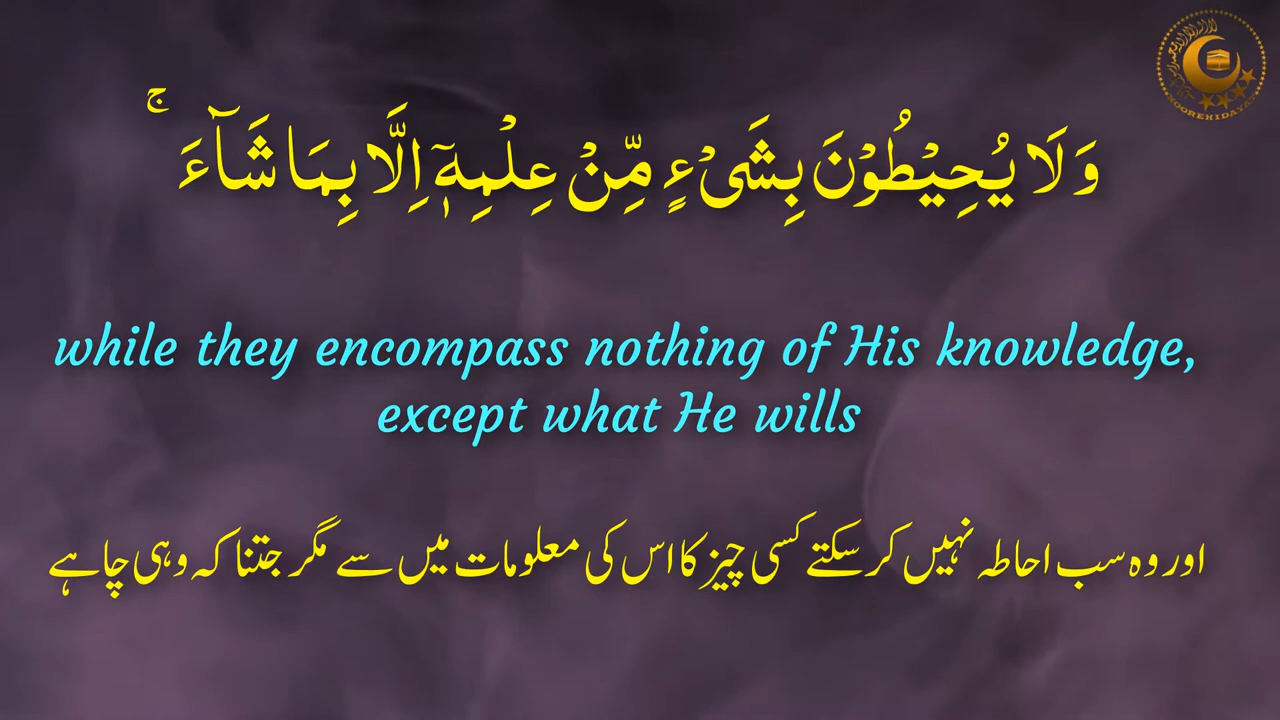 وَلَا يُحِيْطُوْنَ بِشَىْءٍ مِّنْ عِلْمِهٖٓ اِلَّا بِمَا شَآءَ ۚ
while they encompass nothing of His knowledge,
except what He wills
اور وہ سب احاطہ نہیں کر سکتے کسی چیز کا اس کی معلومات میں سے مگر جتنا کہ وہی چاہے
NOOREHIDAYAT